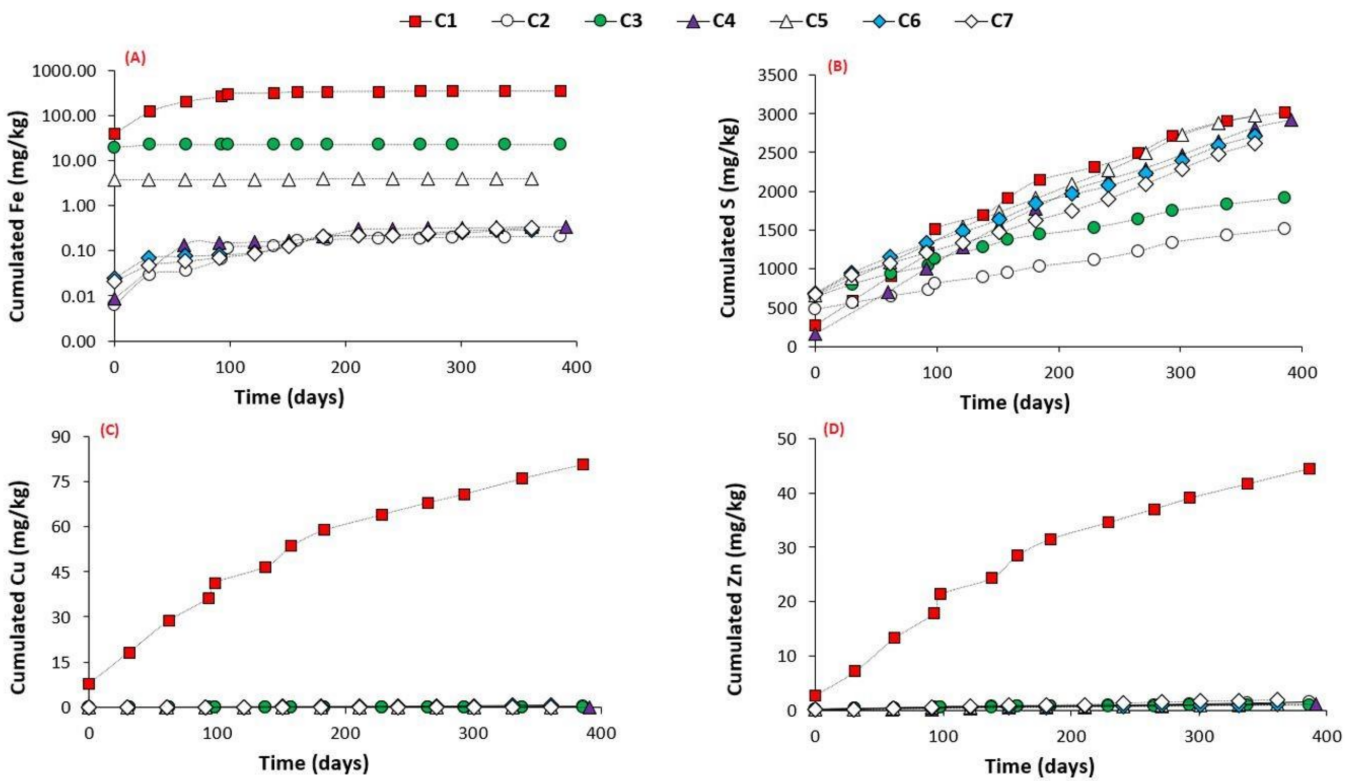 C1 C2 C3 C4 C5 C6 C7
(A)
Cumulated Fe (mg/kg)
1000.00
100.00
10.00
1.00
0.10
0.01
0.00
0 100 200 300 400
Time (days)
(B)
Cumulated S (mg/kg)
3500
3000
2500
2000
1500
1000
500
0
0 100 200 300 400
Time (days)
(C)
Cumulated Cu (mg/kg)
90
75
60
45
30
15
0
0 100 200 300 400
Time (days)
(D)
Cumulated Zn (mg/kg)
50
40
30
20
10
0
0 100 200 300 400
Time (days)